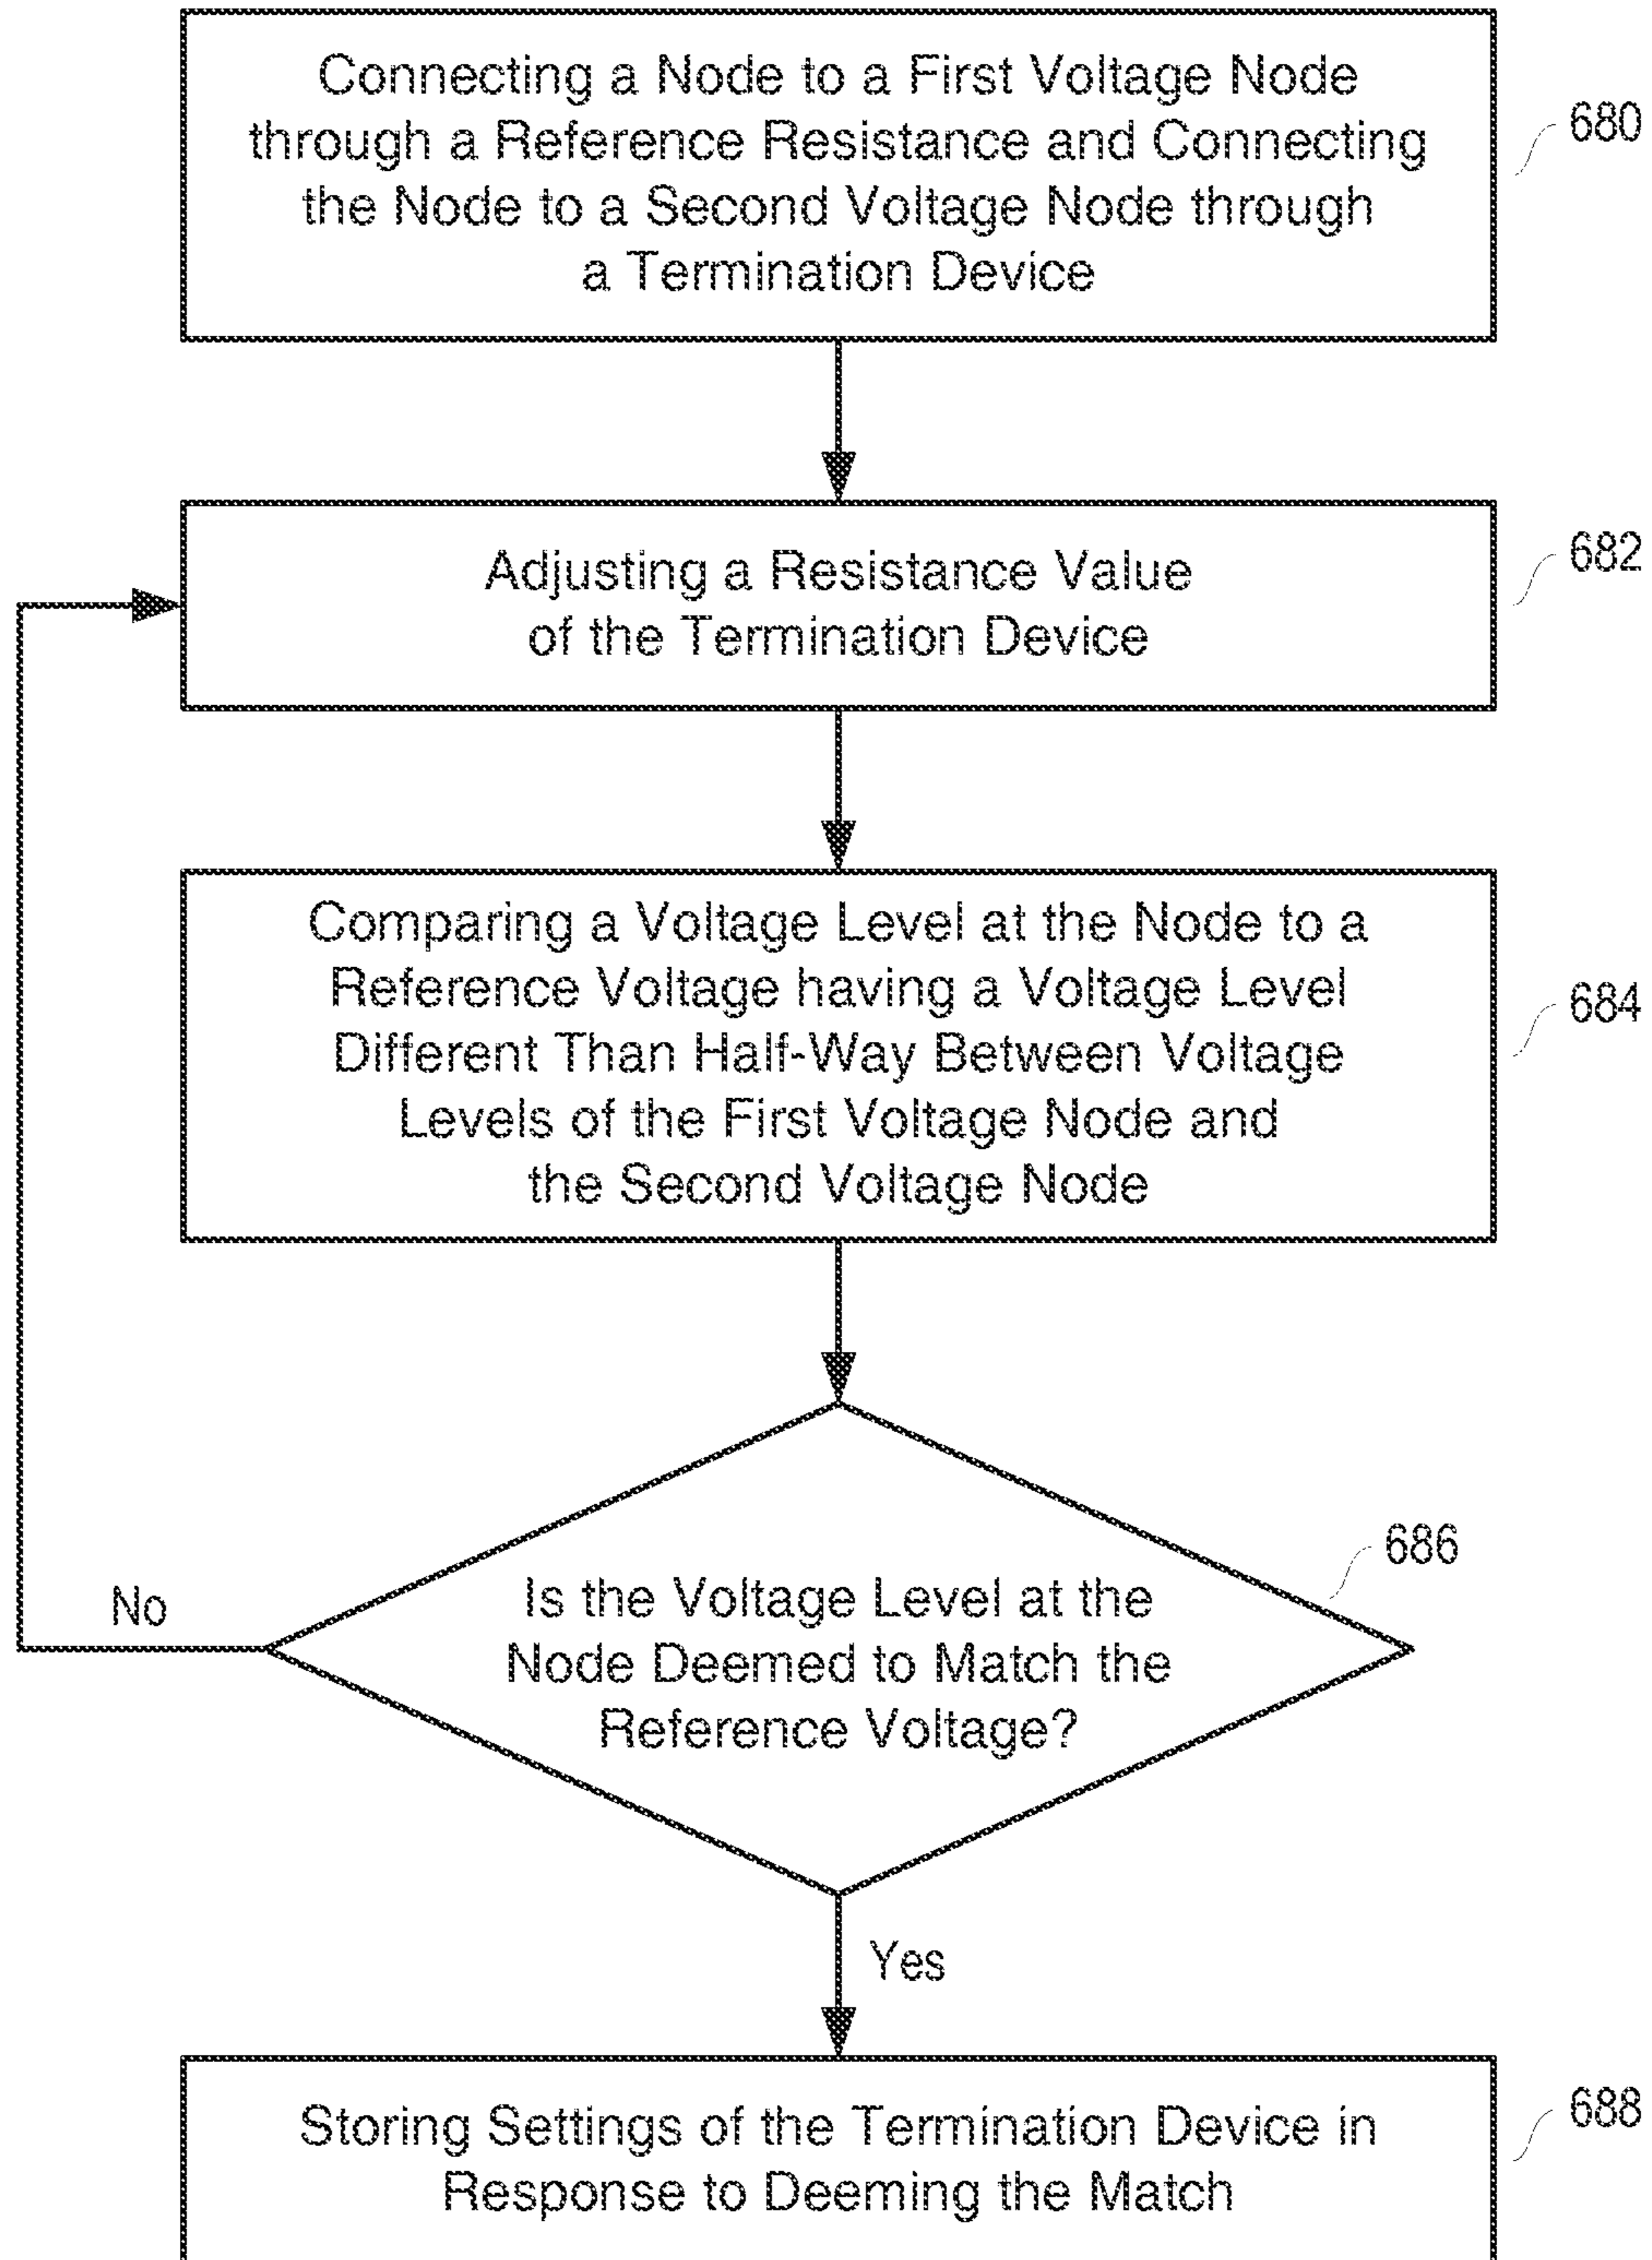 Connecting a Node to a First Voltage Node
through a Reference Resistance and Connecting
the Node to a Second Voltage Node through
a Termination Device
680
Adjusting a Resistance Value
of the Termination Device
682
Comparing a Voltage Level at the Node to a
Reference Voltage having a Voltage Level
Different Than Half-Way Between Voltage
Levels of the First Voltage Node and
the Second Voltage Node
684
Is the Voltage Level at the
Node Deemed to Match the
Reference Voltage?
686
No
Yes
Storing Settings of the Termination Device in
Response to Deeming the Match
688